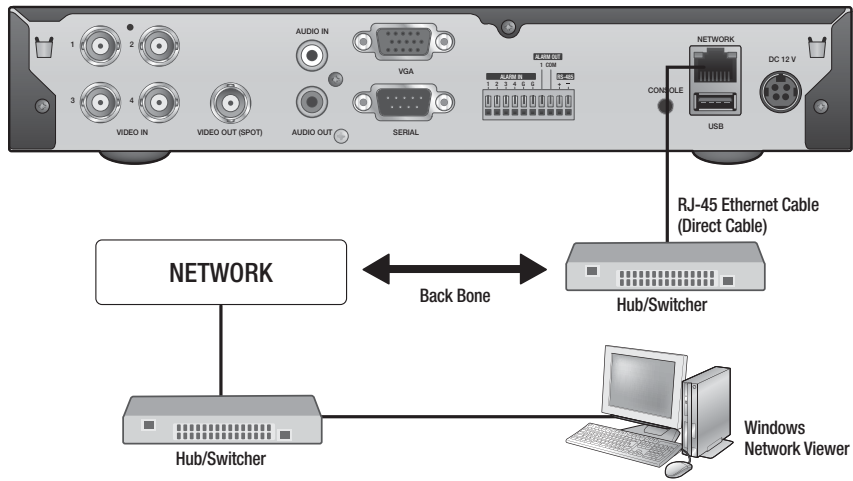 AUDIO IN
NETWORK
DC 12 V
1
2
VGA
ALARM OUT
1 COM
ALARM IN
RS-485
1 2 3 4 G G
+ −
3
4
CONSOLE
VIDEO IN
VIDEO OUT (SPOT)
AUDIO OUT
SERIAL
USB
RJ-45 Ethernet Cable
(Direct Cable)
NETWORK
Back Bone
Hub/Switcher
Hub/Switcher
Windows
Network Viewer